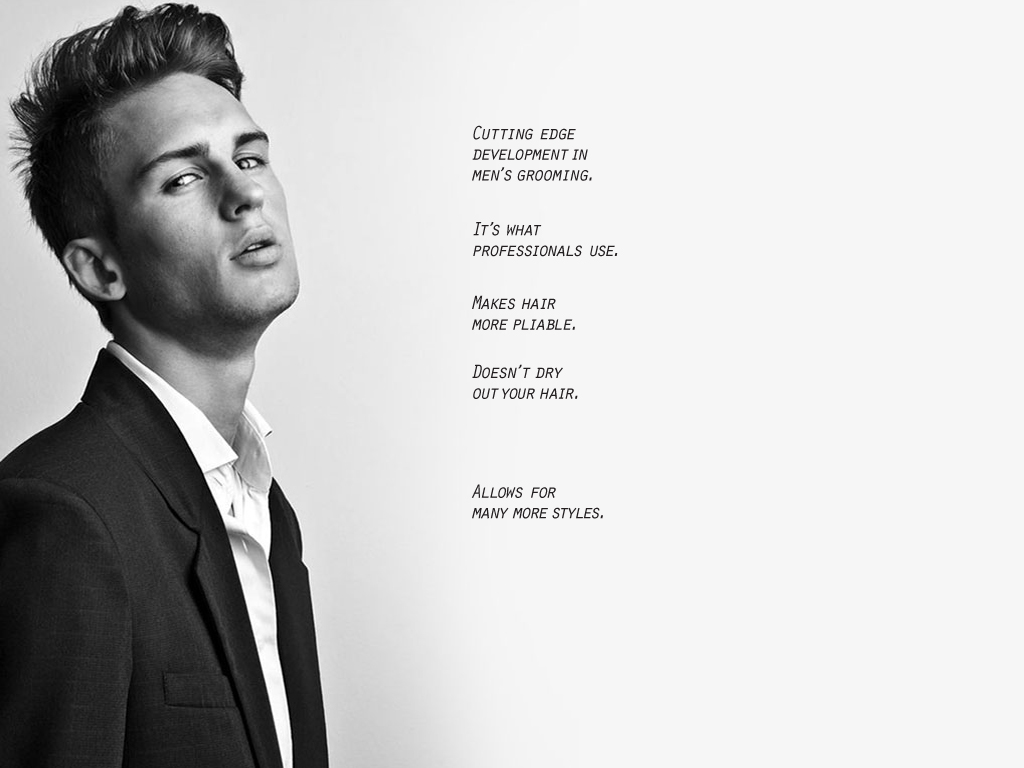 Cutting edge
development in
men's grooming.
It's what
professionals use.
Makes hair
more pliable.
Doesn't dry
out your hair.
Allows for
many more styles.